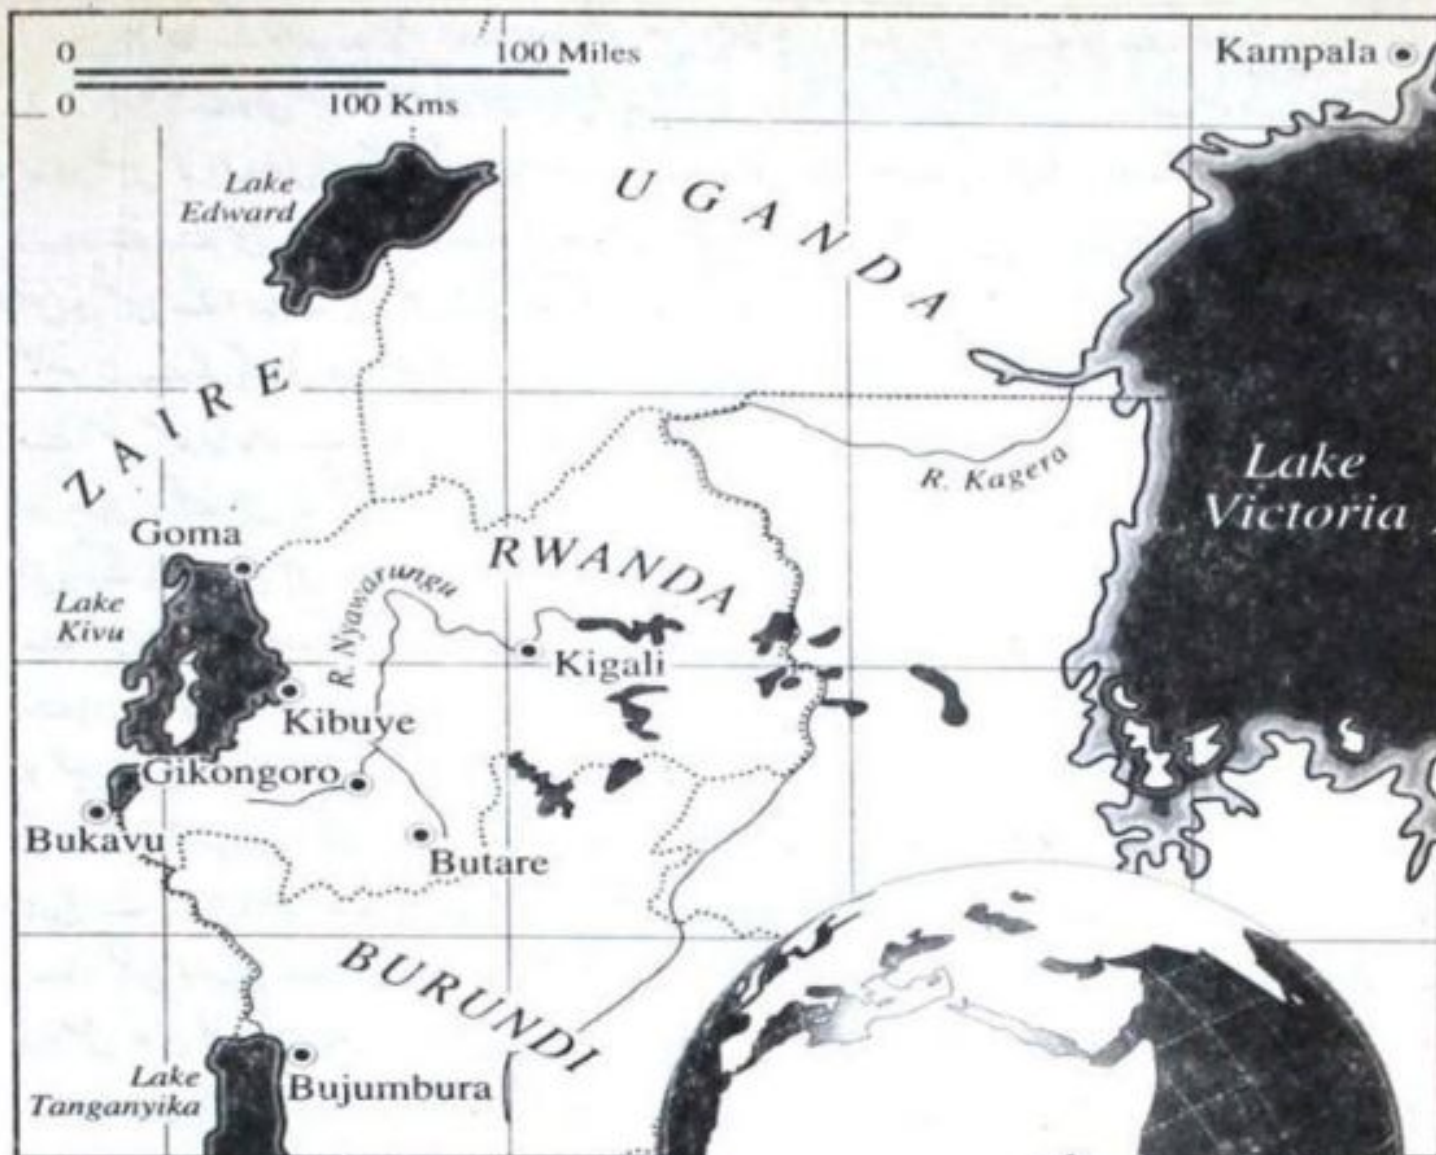 0 100 Miles
0 100 Kms
Kampala
Lake
Edward
UGANDA
ZAIRE
R. Kagera
Lake
Victoria
Goma
RWANDA
Lake
Kivu
R. Nyawarungu
Kigali
Kibuye
Gikongoro
Bukavu
Butare
BURUNDI
Lake
Tanganyika
Bujumbura